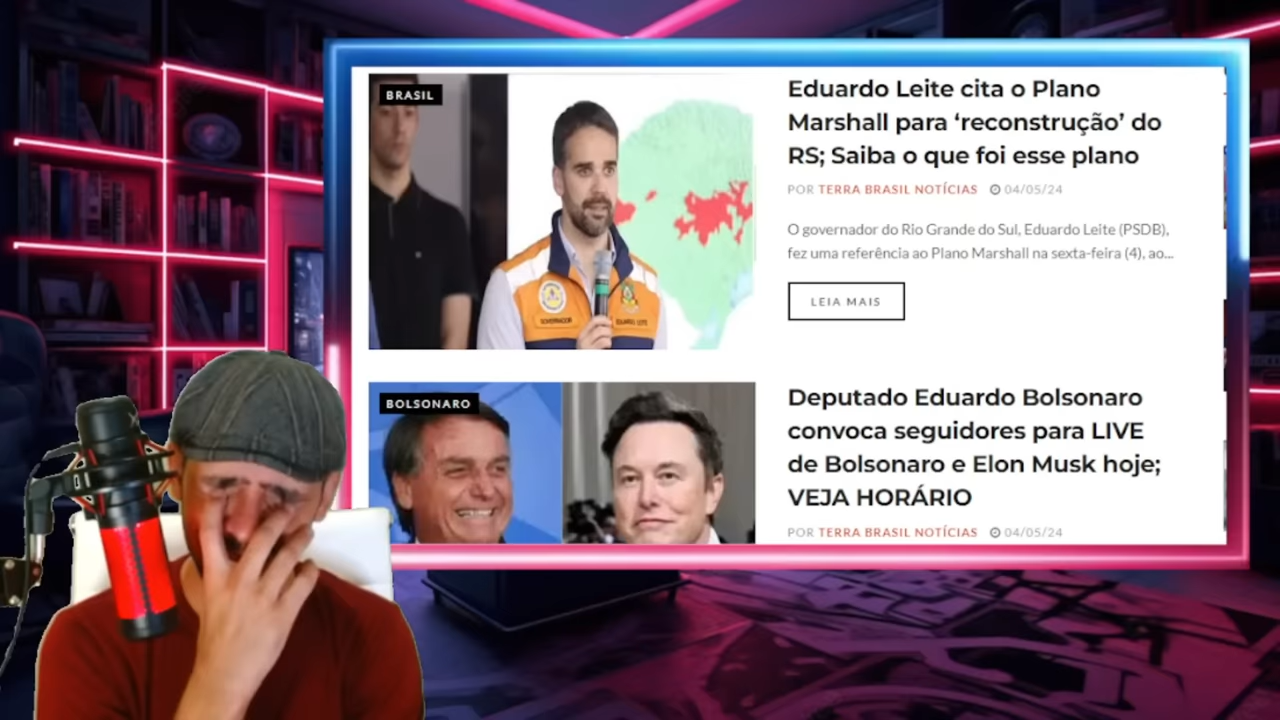 BRASIL
Eduardo Leite cita o Plano
Marshall para ‘reconstrução’ do
RS; Saiba o que foi esse plano
POR TERRA BRASIL NOTÍCIAS 04/05/24
O governador do Rio Grande do Sul, Eduardo Leite (PSDB),
fez uma referência ao Plano Marshall na sexta-feira (4), ao...
LEIA MAIS
GOVERNADOR
EDUARDO LEITE
BOLSONARO
Deputado Eduardo Bolsonaro
convoca seguidores para LIVE
de Bolsonaro e Elon Musk hoje;
VEJA HORÁRIO
POR TERRA BRASIL NOTÍCIAS 04/05/24